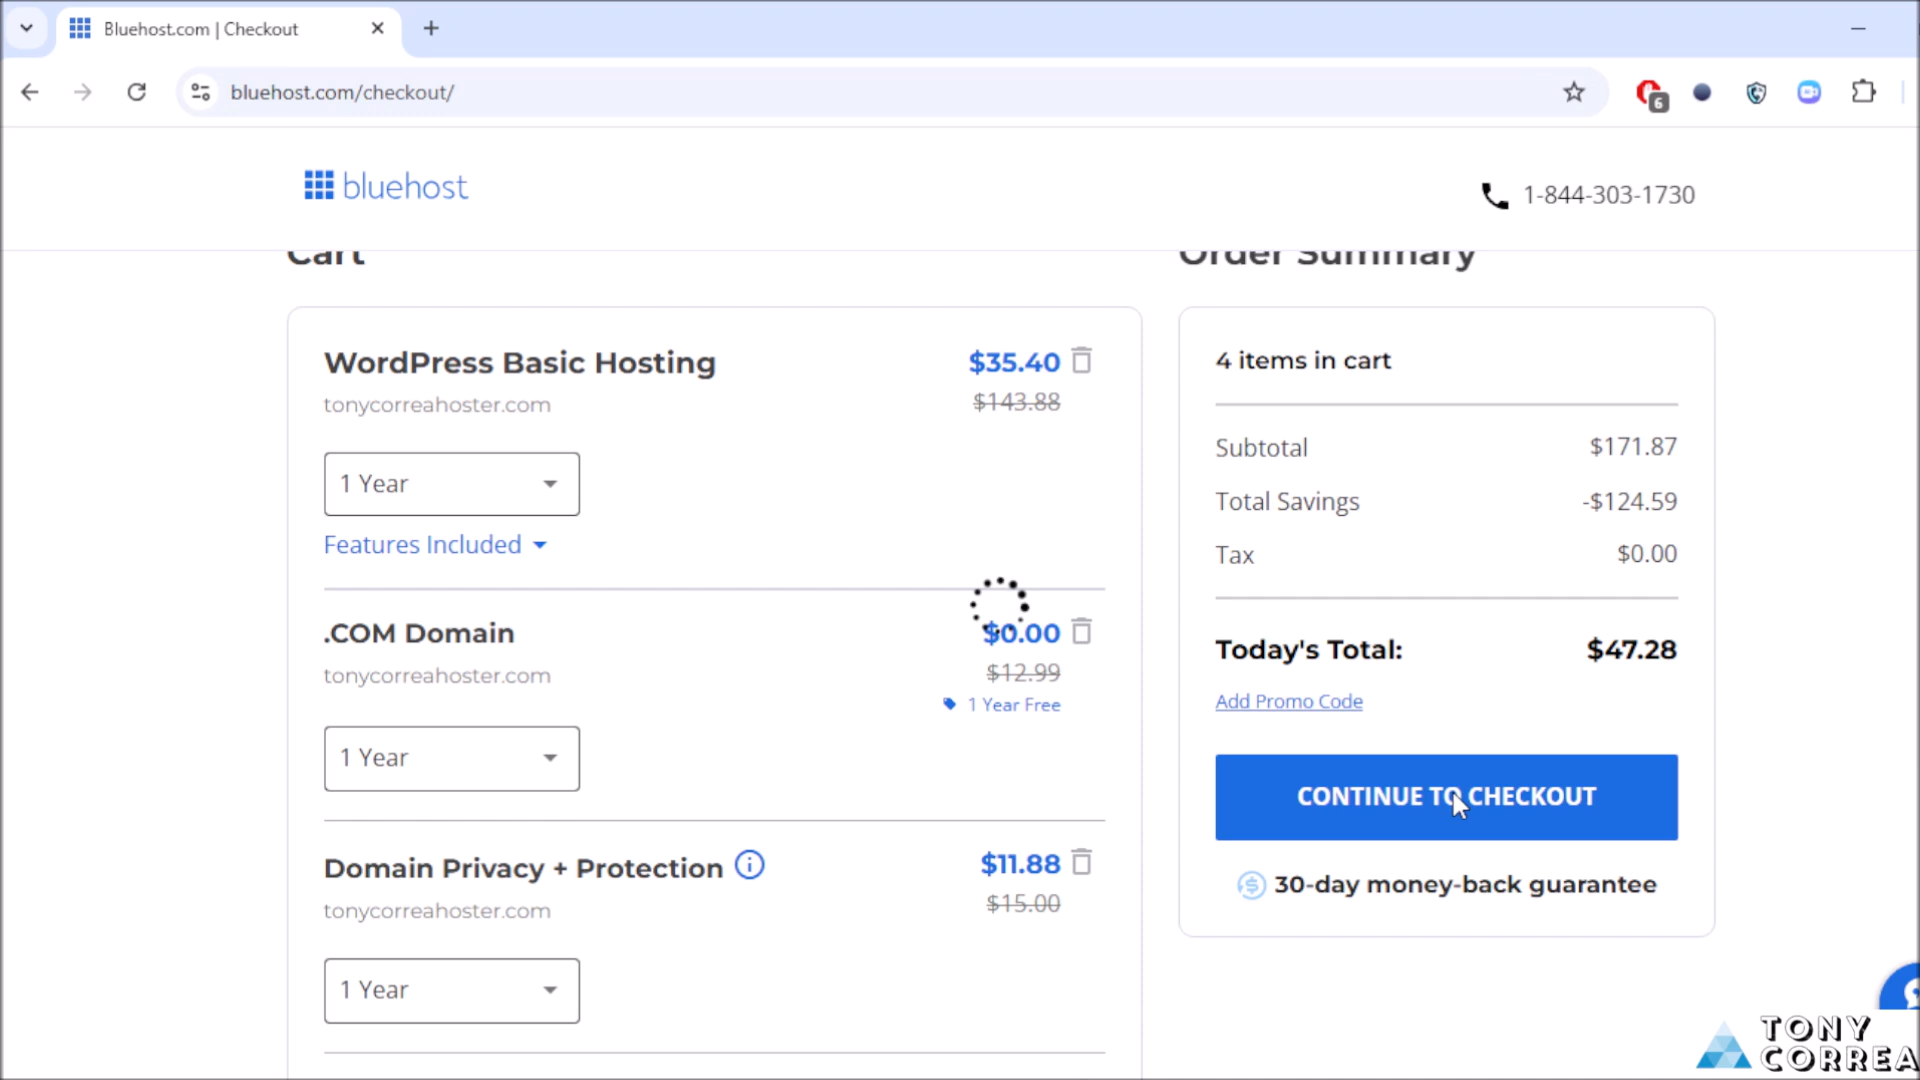 Bluehost.com | Checkout
bluehost.com/checkout/
6
bluehost
1-844-303-1730
Cart
Order Summary
WordPress Basic Hosting
$35.40
tonycorreahoster.com
$143.88
1 Year
Features Included
.COM Domain
$0.00
tonycorreahoster.com
$12.99
1 Year Free
1 Year
Domain Privacy + Protection
$11.88
tonycorreahoster.com
$15.00
1 Year
4 items in cart
Subtotal
$171.87
Total Savings
-$124.59
Tax
$0.00
Today's Total:
$47.28
Add Promo Code
CONTINUE TO CHECKOUT
30-day money-back guarantee
TONY
CORREA